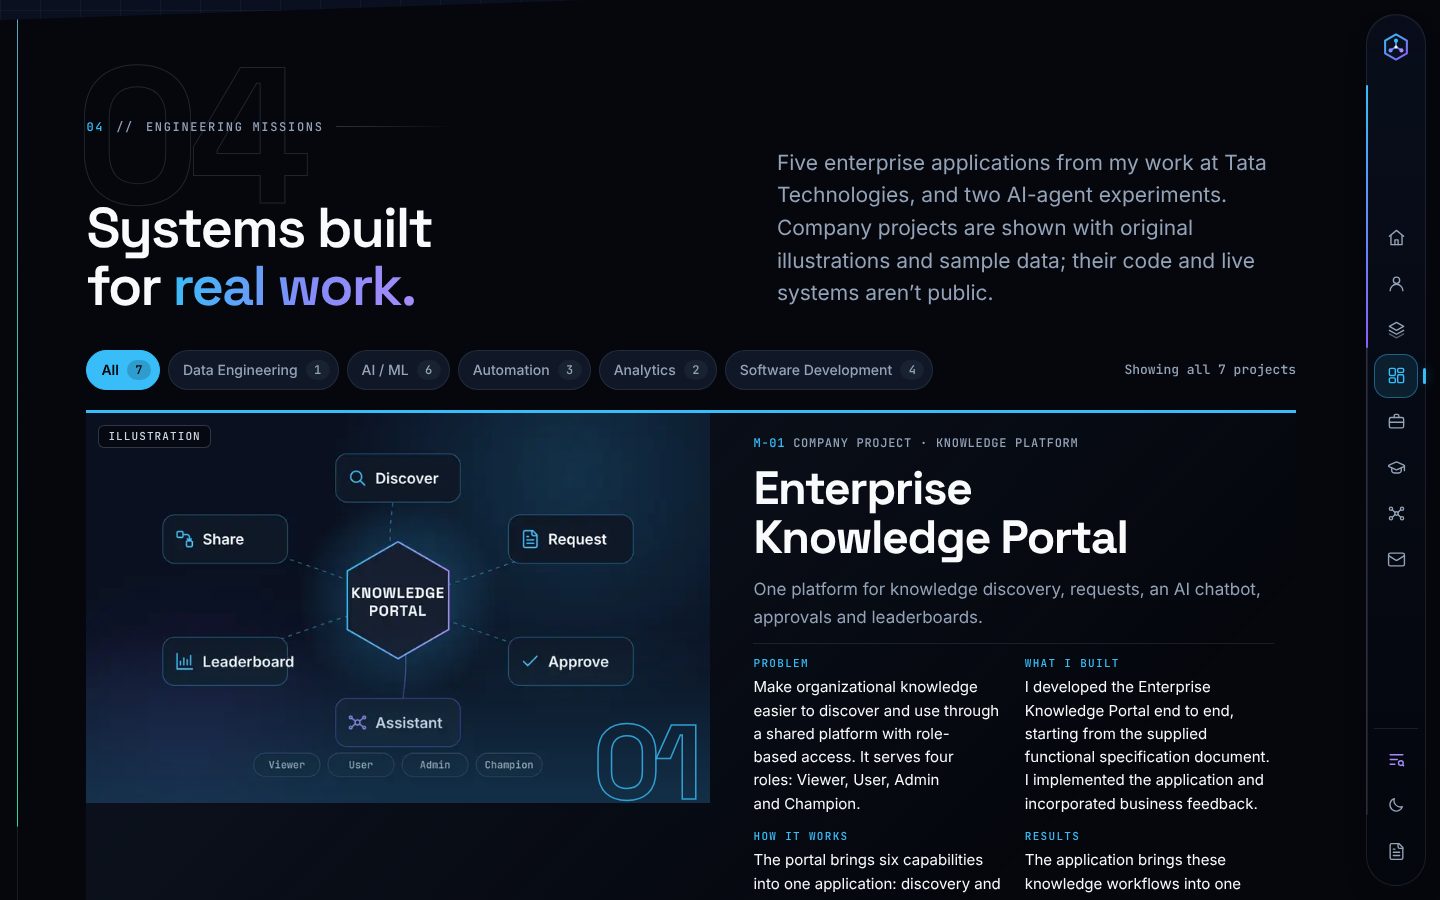 04
04 // ENGINEERING MISSIONS
Systems built
for real work.
Five enterprise applications from my work at Tata
Technologies, and two AI-agent experiments.
Company projects are shown with original
illustrations and sample data; their code and live
systems aren’t public.
All 7
Data Engineering 1
AI / ML 6
Automation 3
Analytics 2
Software Development 4
Showing all 7 projects
ILLUSTRATION
Discover
Share
Request
KNOWLEDGE
PORTAL
Leaderboard
Approve
Assistant
Viewer
User
Admin
Champion
01
M-01 COMPANY PROJECT · KNOWLEDGE PLATFORM
Enterprise
Knowledge Portal
One platform for knowledge discovery, requests, an AI chatbot,
approvals and leaderboards.
PROBLEM
Make organizational knowledge
easier to discover and use through
a shared platform with role-
based access. It serves four
roles: Viewer, User, Admin
and Champion.
WHAT I BUILT
I developed the Enterprise
Knowledge Portal end to end,
starting from the supplied
functional specification document.
I implemented the application and
incorporated business feedback.
HOW IT WORKS
The portal brings six capabilities
into one application: discovery and
RESULTS
The application brings these
knowledge workflows into one